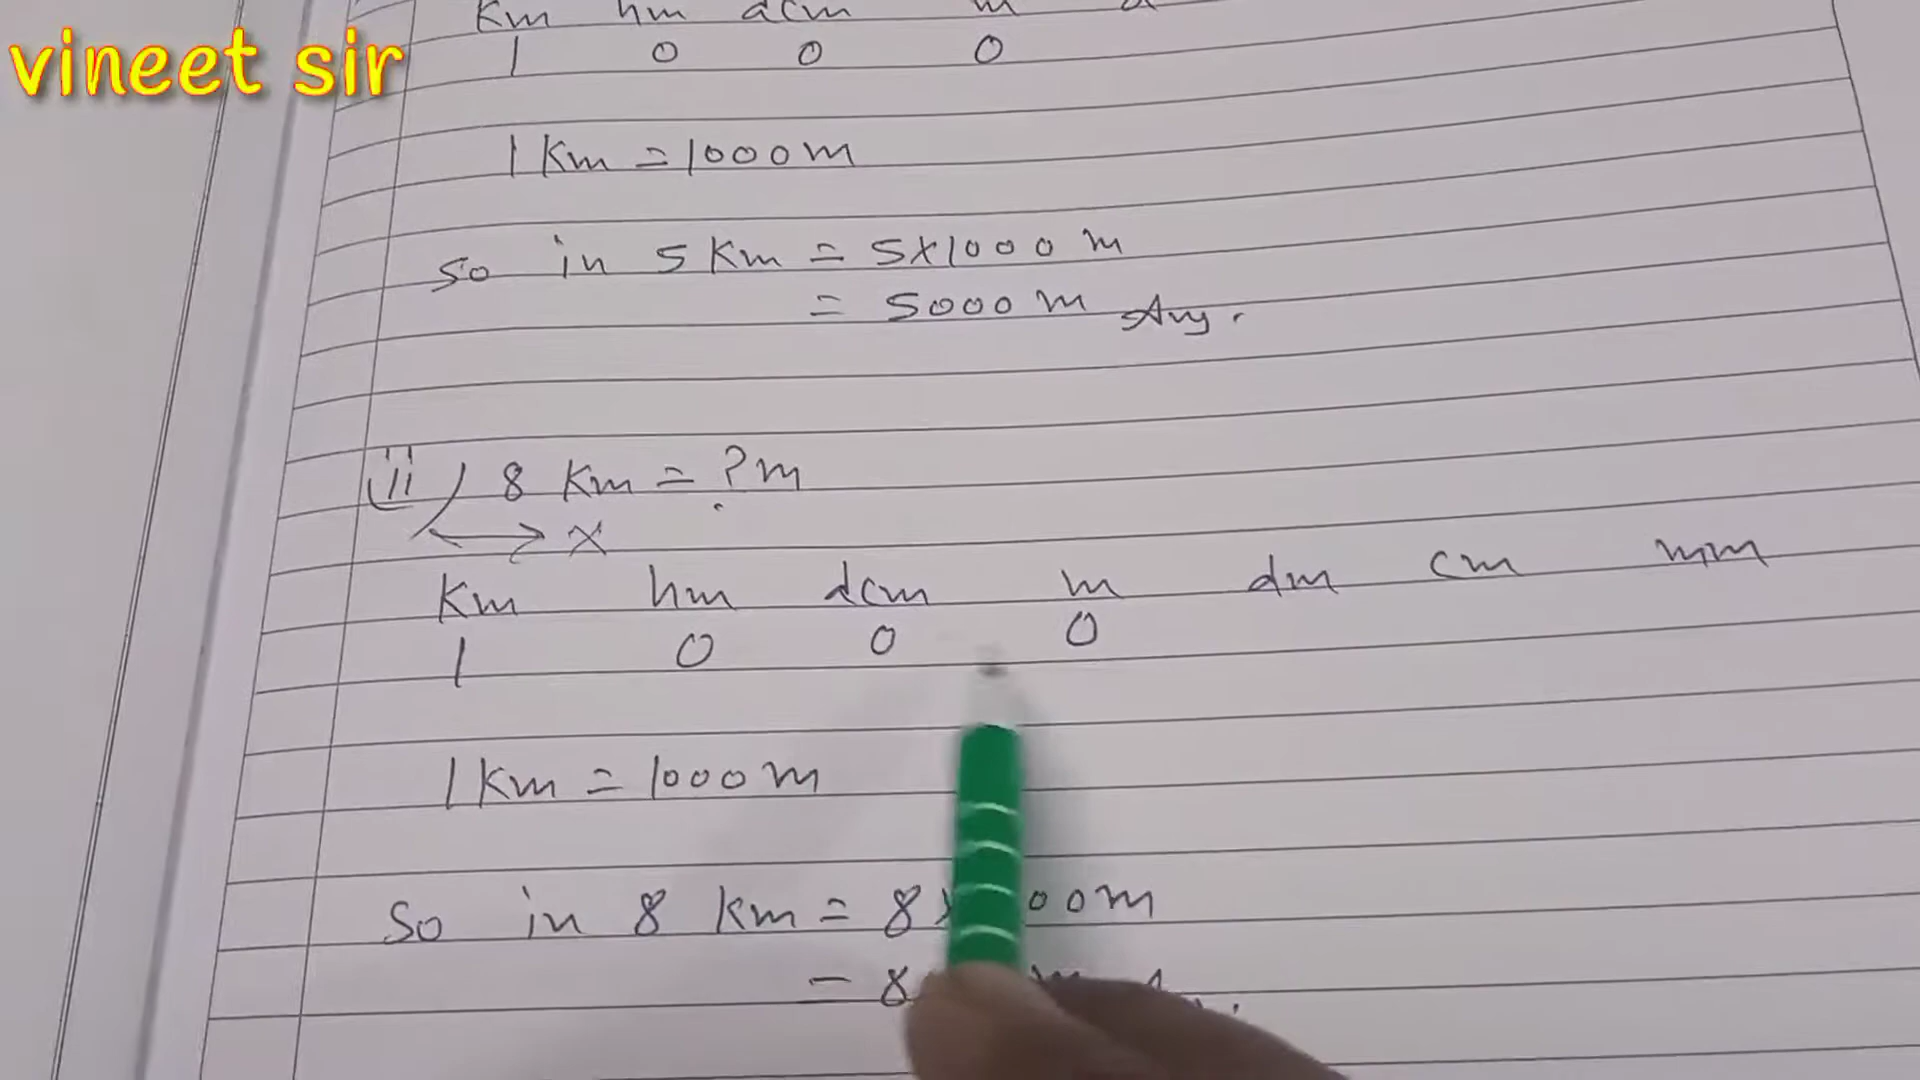 vineet sir
Km hm dcm m d
1 0 0 0
1 Km = 1000 m
so in 5 Km = 5x1000 m
= 5000 m Ans.
(ii) 8 Km = ? m
x
Km hm dcm m dm cm mm
1 0 0 0
1 Km = 1000 m
So in 8 Km = 8x 00m
= 8